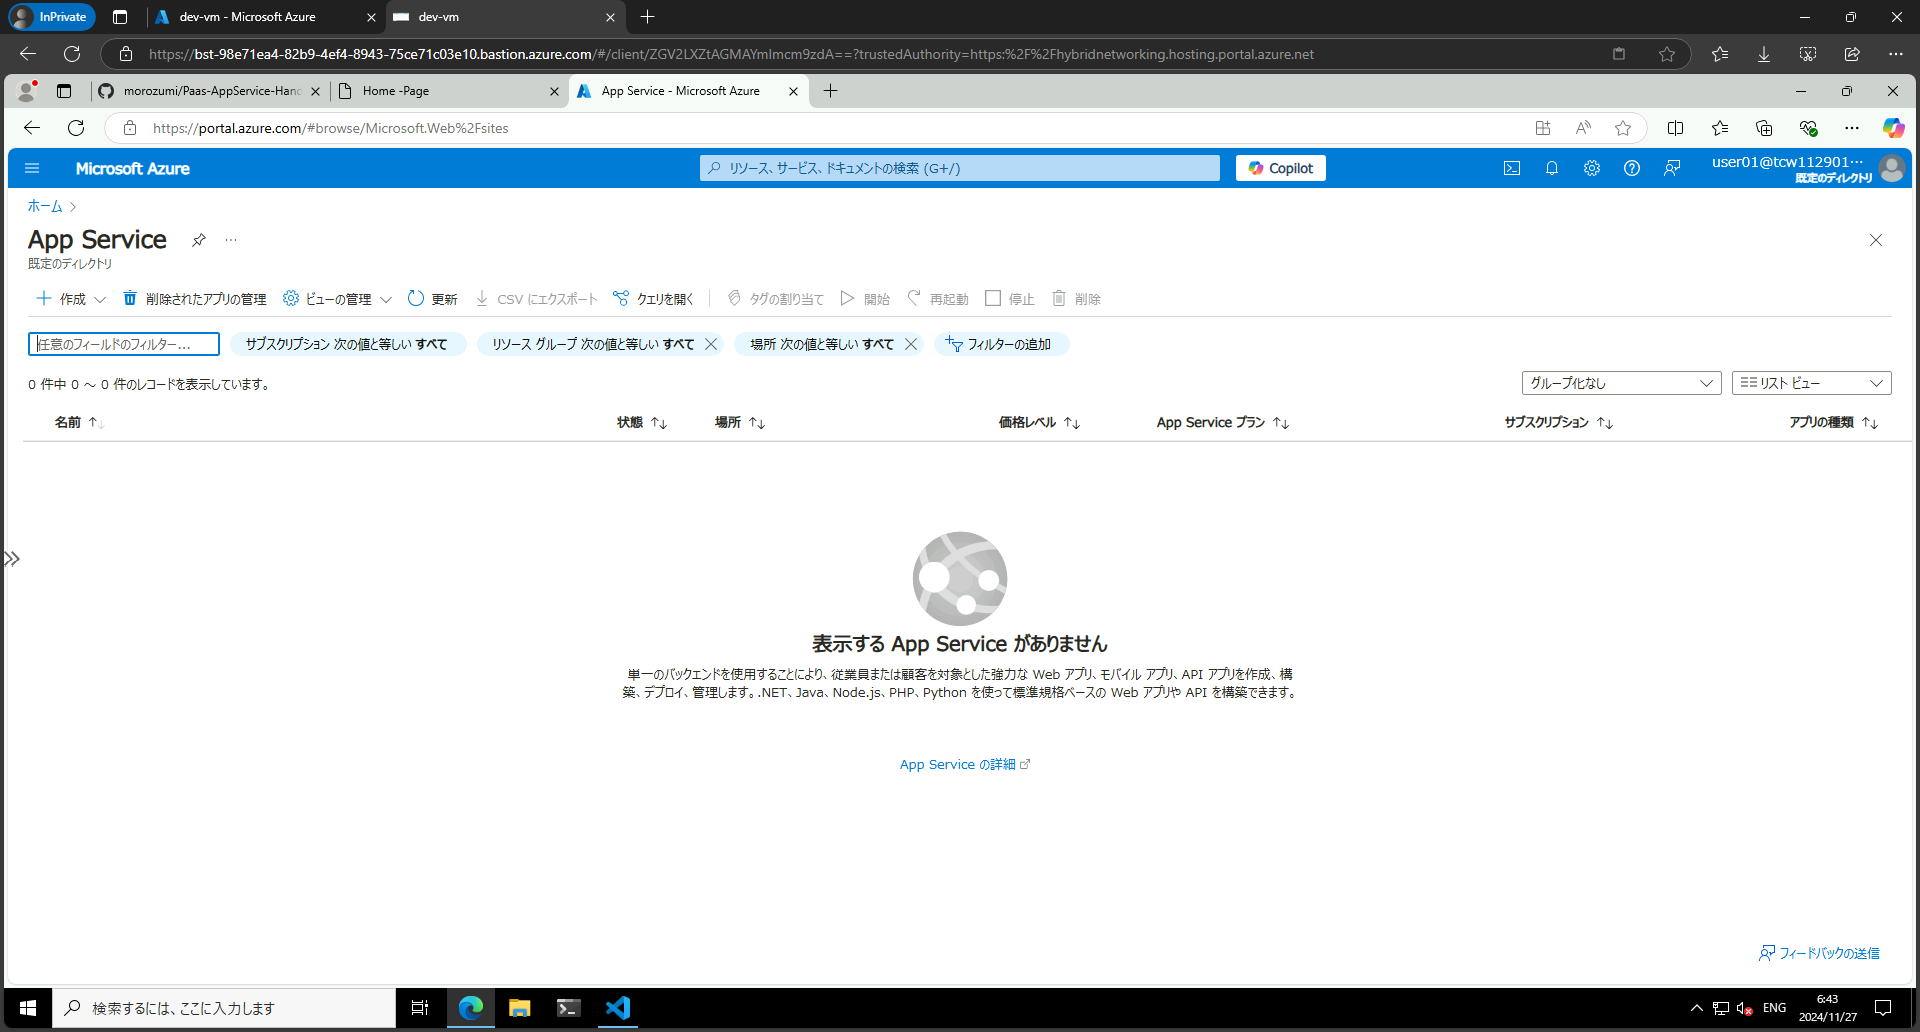 InPrivate
dev-vm - Microsoft Azure
dev-vm
https://bst-98e71ea4-82b9-4ef4-8943-75ce71c03e10.bastion.azure.com/#/client/ZGV2LXZtAGMAYmlmcm9zdA==?trustedAuthority=https:%2F%2Fhybridnetworking.hosting.portal.azure.net
morozumi/Paas-AppService-Hand
Home -Page
App Service - Microsoft Azure
https://portal.azure.com/#browse/Microsoft.Web%2Fsites
Microsoft Azure
リソース、サービス、ドキュメントの検索 (G+/)
Copilot
user01@tcw112901…
既定のディレクトリ
ホーム
App Service
既定のディレクトリ
作成
削除されたアプリの管理
ビューの管理
更新
CSV にエクスポート
クエリを開く
タグの割り当て
開始
再起動
停止
削除
任意のフィールドのフィルター...
サブスクリプション 次の値と等しい すべて
リソース グループ 次の値と等しい すべて
場所 次の値と等しい すべて
フィルターの追加
0 件中 0 ～ 0 件のレコードを表示しています。
グループ化なし
リスト ビュー
名前
状態
場所
価格レベル
App Service プラン
サブスクリプション
アプリの種類
表示する App Service がありません
単一のバックエンドを使用することにより、従業員または顧客を対象とした強力な Web アプリ、モバイル アプリ、API アプリを作成、構
築、デプロイ、管理します。.NET、Java、Node.js、PHP、Python を使って標準規格ベースの Web アプリや API を構築できます。
App Service の詳細
フィードバックの送信
検索するには、ここに入力します
ENG
6:43
2024/11/27